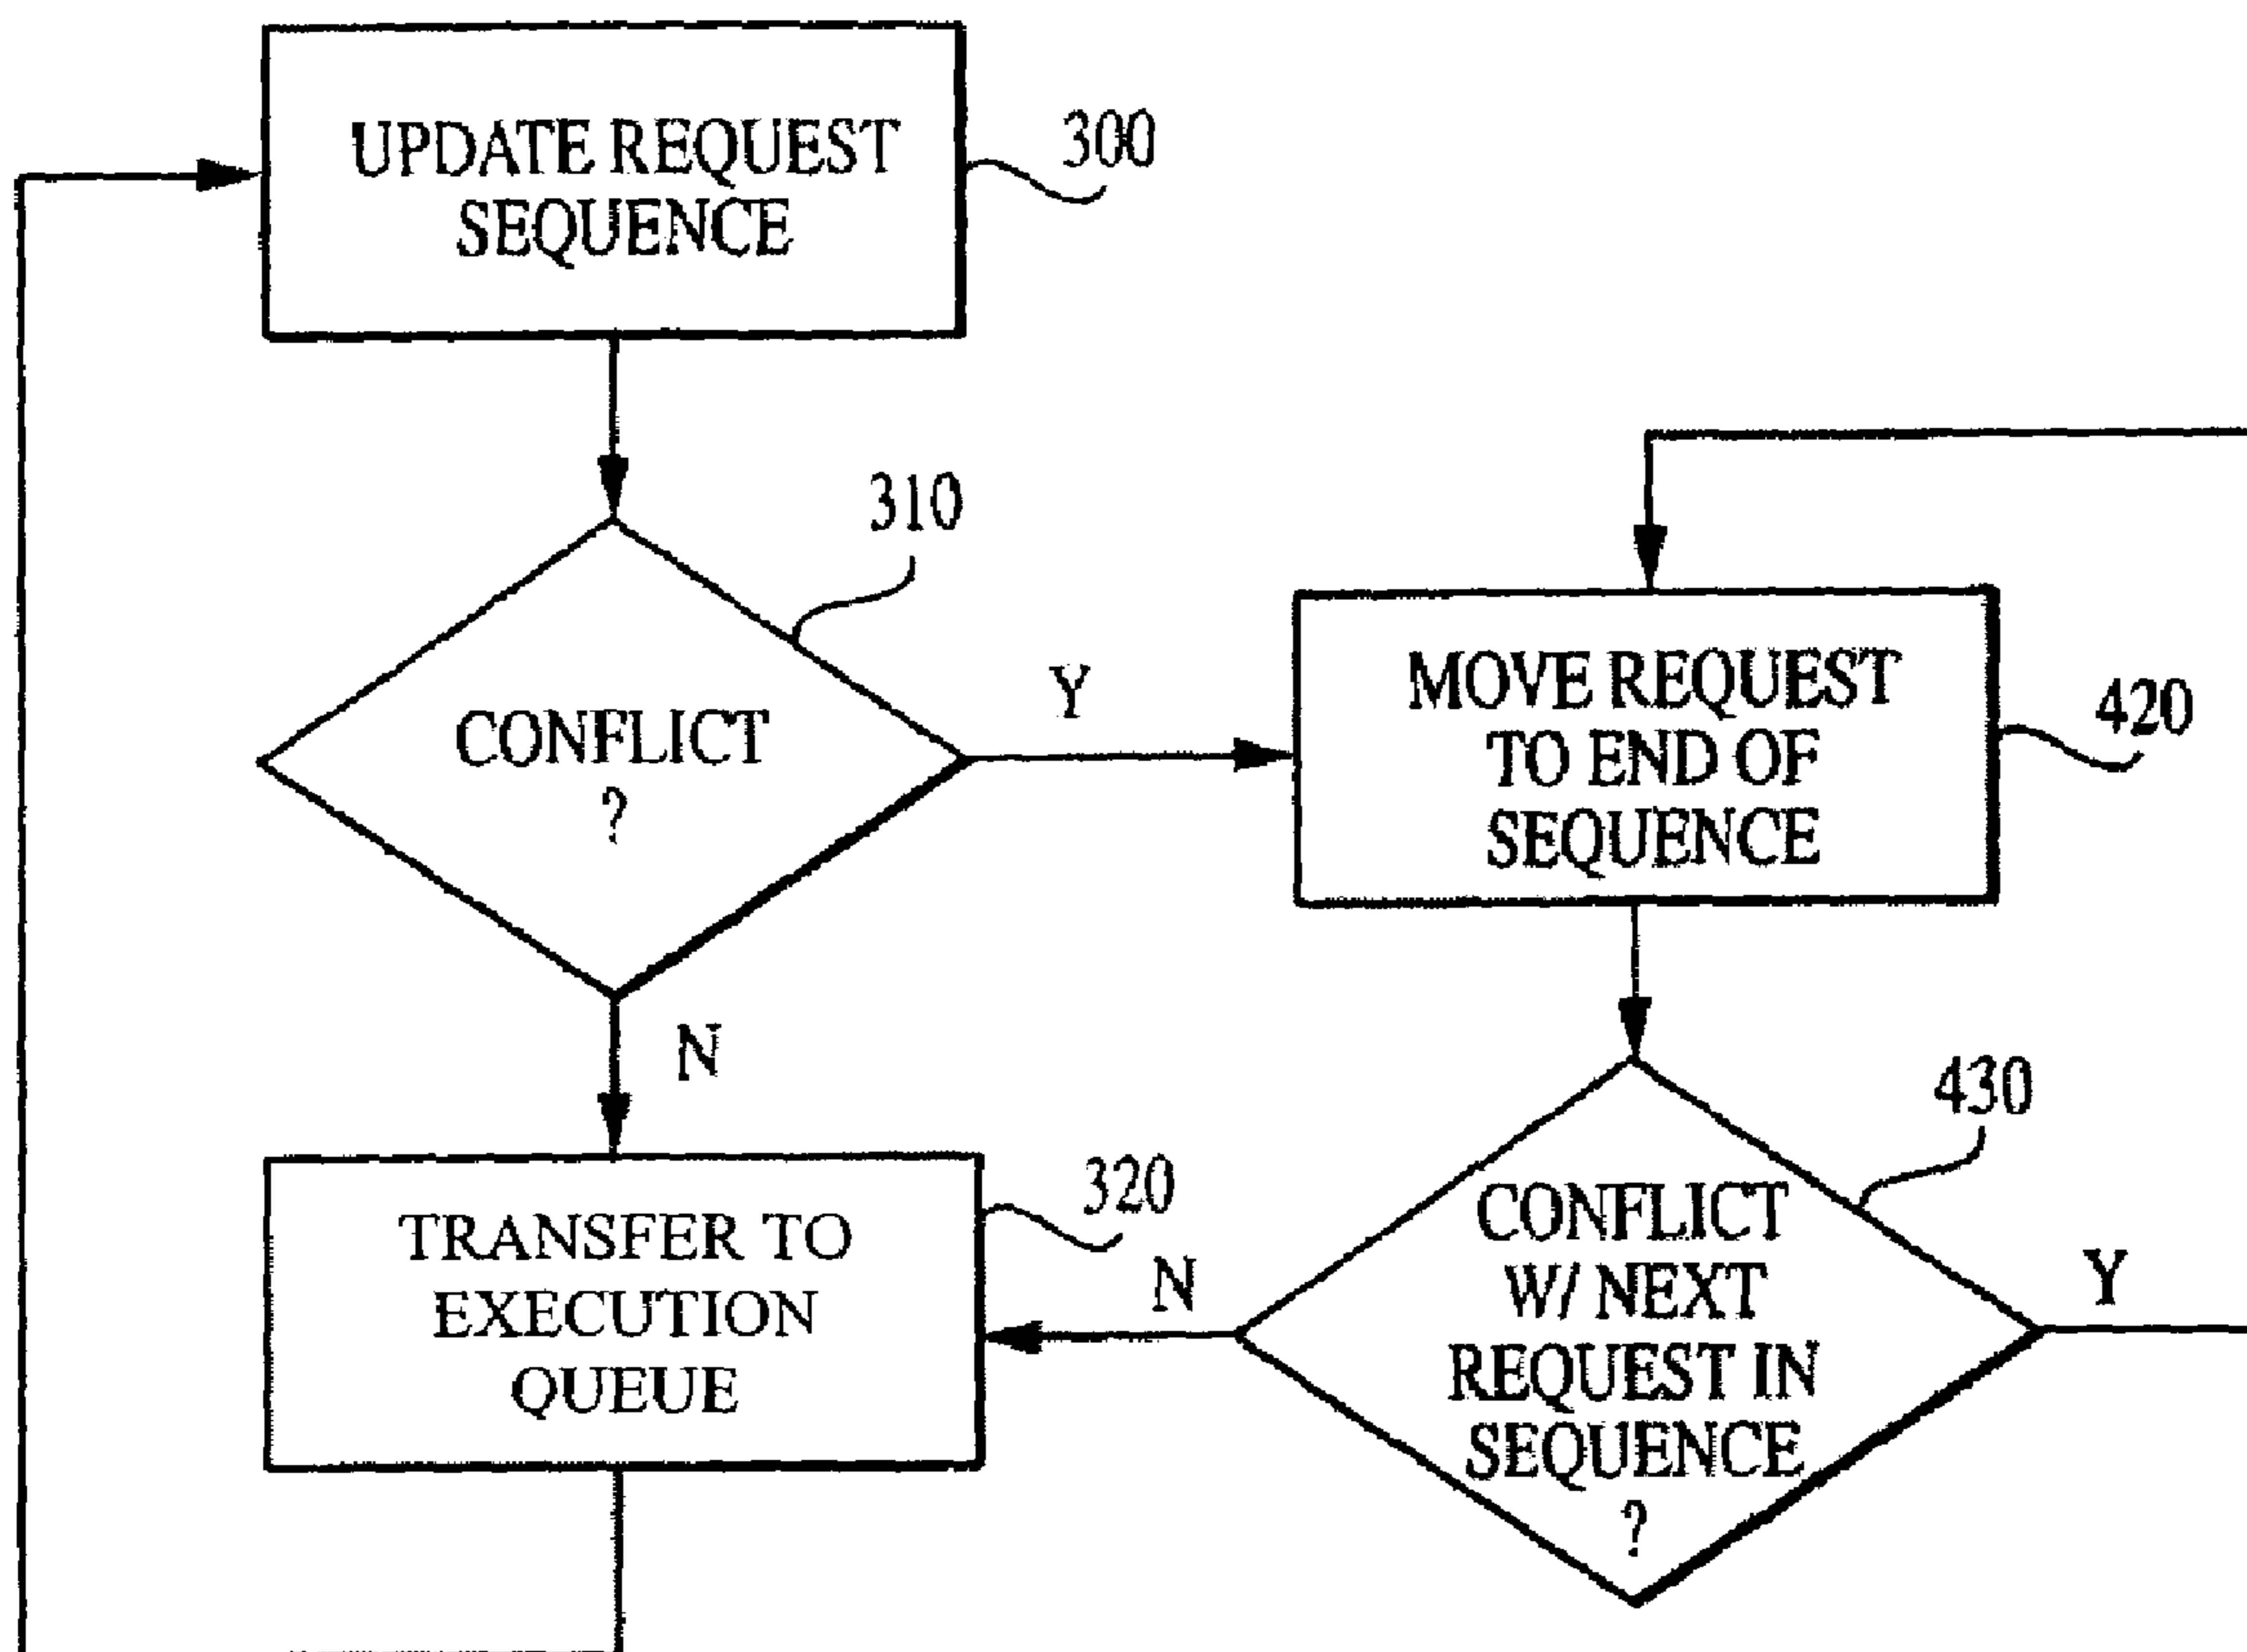 UPDATE REQUEST
SEQUENCE
300
310
CONFLICT
?
Y
N
MOVE REQUEST
TO END OF
SEQUENCE
420
430
CONFLICT
W/ NEXT
REQUEST IN
SEQUENCE
?
Y
N
320
TRANSFER TO
EXECUTION
QUEUE